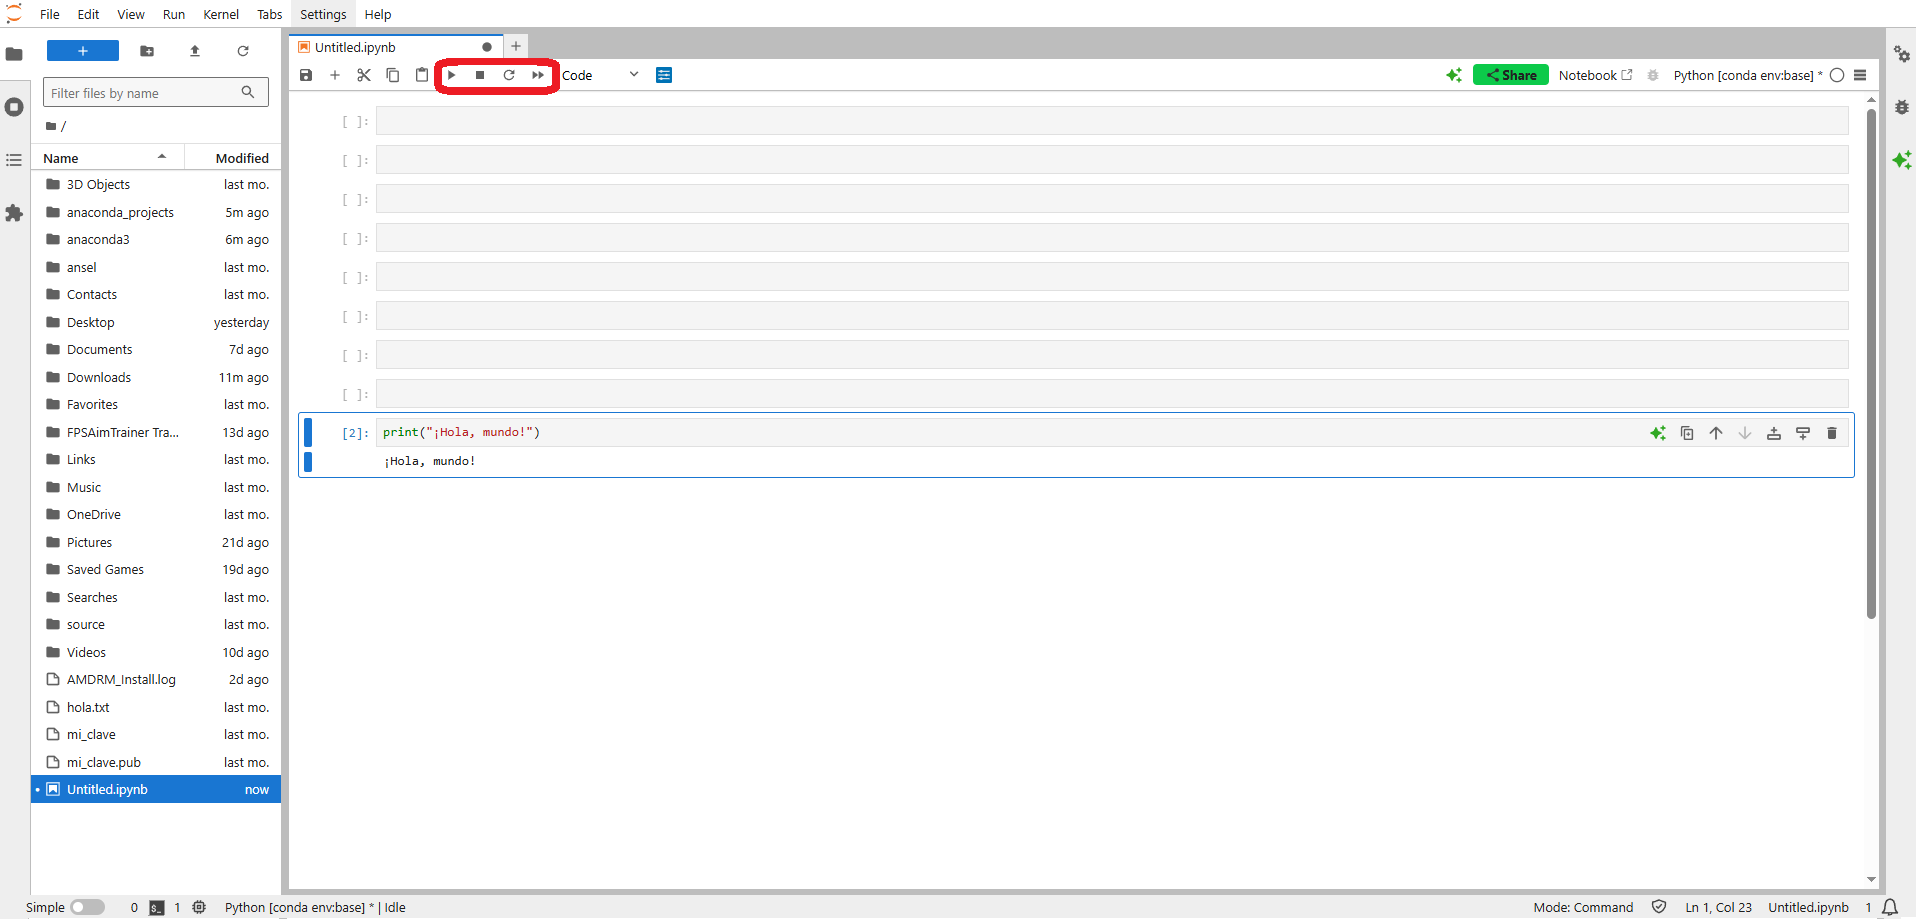 File Edit View Run Kernel Tabs Settings Help
Untitled.ipynb
Code
Share Notebook Python [conda env:base] *
Filter files by name
/
Name Modified
3D Objects last mo.
anaconda_projects 5m ago
anaconda3 6m ago
ansel last mo.
Contacts last mo.
Desktop yesterday
Documents 7d ago
Downloads 11m ago
Favorites last mo.
FPSAimTrainer Tra... 13d ago
Links last mo.
Music last mo.
OneDrive last mo.
Pictures 21d ago
Saved Games 19d ago
Searches last mo.
source last mo.
Videos 10d ago
AMDRM_Install.log 2d ago
hola.txt last mo.
mi_clave last mo.
mi_clave.pub last mo.
Untitled.ipynb now
[ ]:
[ ]:
[ ]:
[ ]:
[ ]:
[ ]:
[ ]:
[ ]:
[2]: print("¡Hola, mundo!")
¡Hola, mundo!
Simple 0 $_ 1 Python [conda env:base] * | Idle Mode: Command Ln 1, Col 23 Untitled.ipynb 1